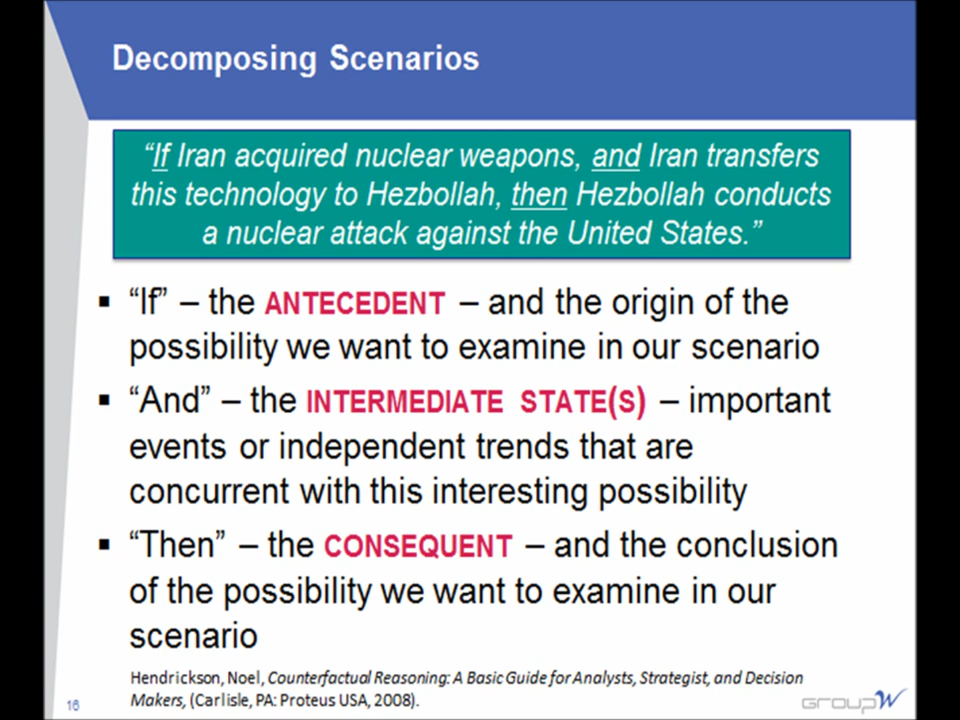 Decomposing Scenarios
“If Iran acquired nuclear weapons, and Iran transfers
this technology to Hezbollah, then Hezbollah conducts
a nuclear attack against the United States.”
▪ “If” – the ANTECEDENT – and the origin of the
possibility we want to examine in our scenario
▪ “And” – the INTERMEDIATE STATE(S) – important
events or independent trends that are
concurrent with this interesting possibility
▪ “Then” – the CONSEQUENT – and the conclusion
of the possibility we want to examine in our
scenario
Hendrickson, Noel, Counterfactual Reasoning: A Basic Guide for Analysts, Strategist, and Decision
Makers, (Carlisle, PA: Proteus USA, 2008).
16
GROUPW